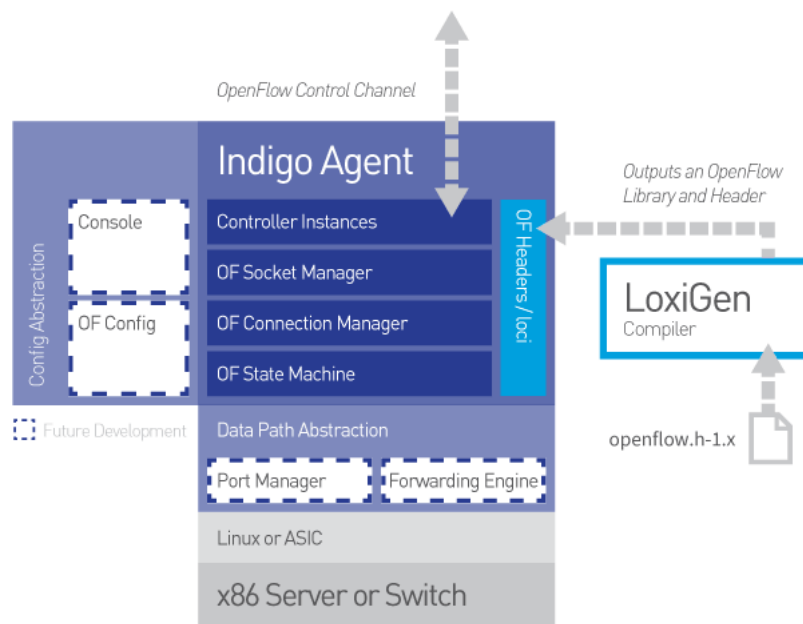 OpenFlow Control Channel
Indigo Agent
Config Abstraction
Console
OF Config
Controller Instances
OF Socket Manager
OF Connection Manager
OF State Machine
OF Headers / loci
Outputs an OpenFlow
Library and Header
LoxiGen
Compiler
openflow.h-1.x
Future Development
Data Path Abstraction
Port Manager
Forwarding Engine
Linux or ASIC
x86 Server or Switch